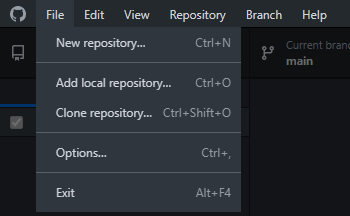 File Edit View Repository Branch Help
New repository... Ctrl+N
Current branc
main
Add local repository... Ctrl+O
Clone repository... Ctrl+Shift+O
Options... Ctrl+,
Exit Alt+F4